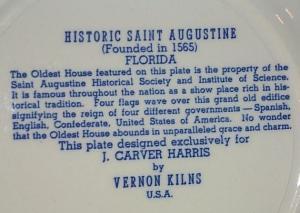 HISTORIC SAINT AUGUSTINE
(Founded in 1565)
FLORIDA
The Oldest House featured on this plate is the property of the
Saint Augustine Historical Society and Institute of Science.
It is famous throughout the nation as a show place rich in his-
torical tradition. Four flags wave over this grand old edifice
signifying the reign of four different governments — Spanish,
English, Confederate, United States of America. No wonder
that the Oldest House abounds in unparalleled grace and charm.
This plate designed exclusively for
J. CARVER HARRIS
by
VERNON KILNS
U.S.A.